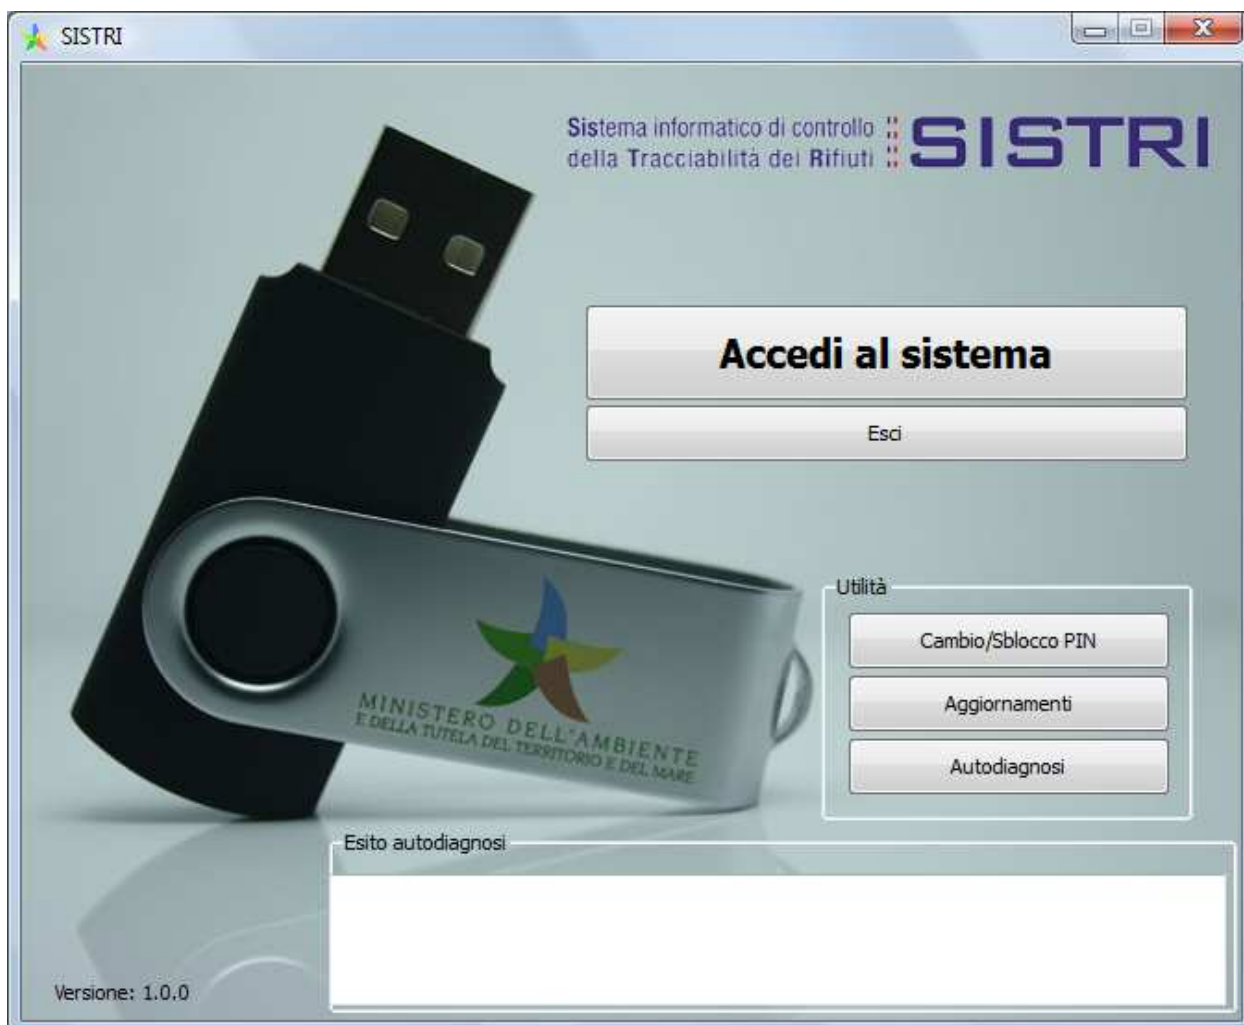 SISTRI
Sistema informatico di controllo
della Tracciabilità dei Rifiuti
SISTRI
Accedi al sistema
Esci
Utilità
Cambio/Sblocco PIN
Aggiornamenti
Autodiagnosi
MINISTERO DELL'AMBIENTE
E DELLA TUTELA DEL TERRITORIO E DEL MARE
Esito autodiagnosi
Versione: 1.0.0